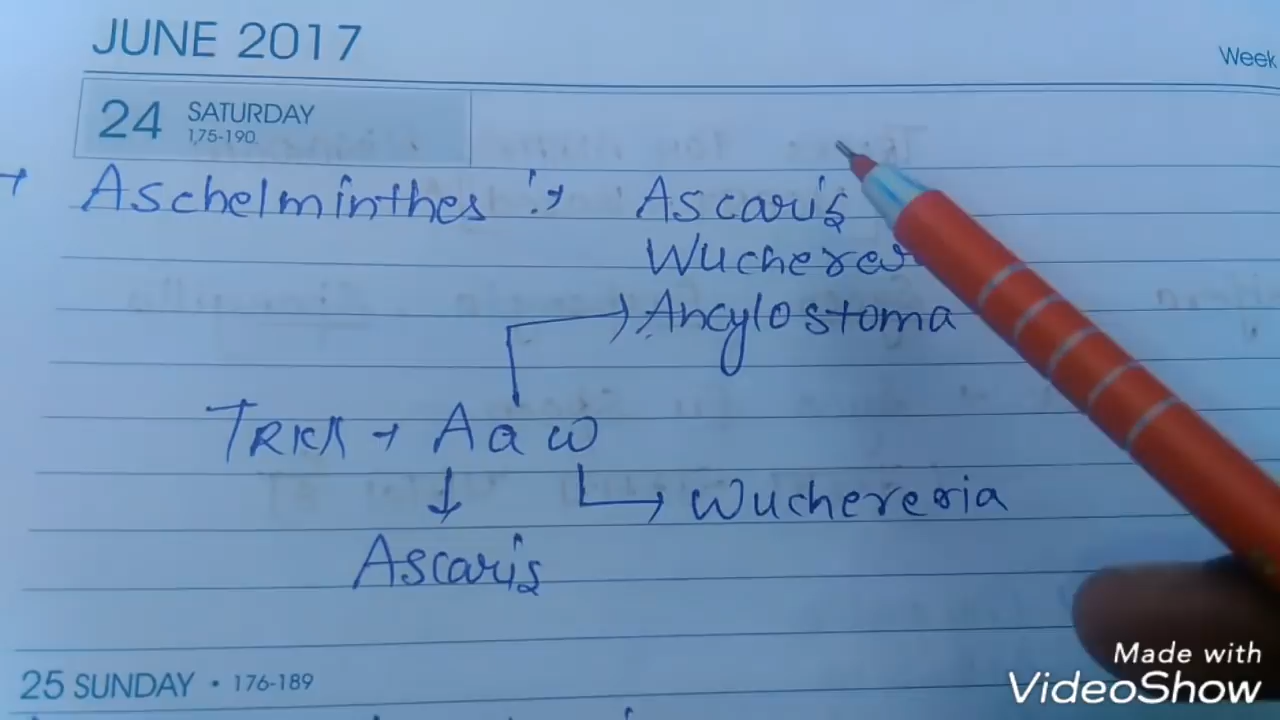 JUNE 2017
Week
24 SATURDAY
175-190
Aschelminthes :→ Ascaris
Wucherer
→ Ancylostoma
TRICK → A a w
→ Wuchereria
Ascaris
25 SUNDAY • 176-189
Made with
VideoShow